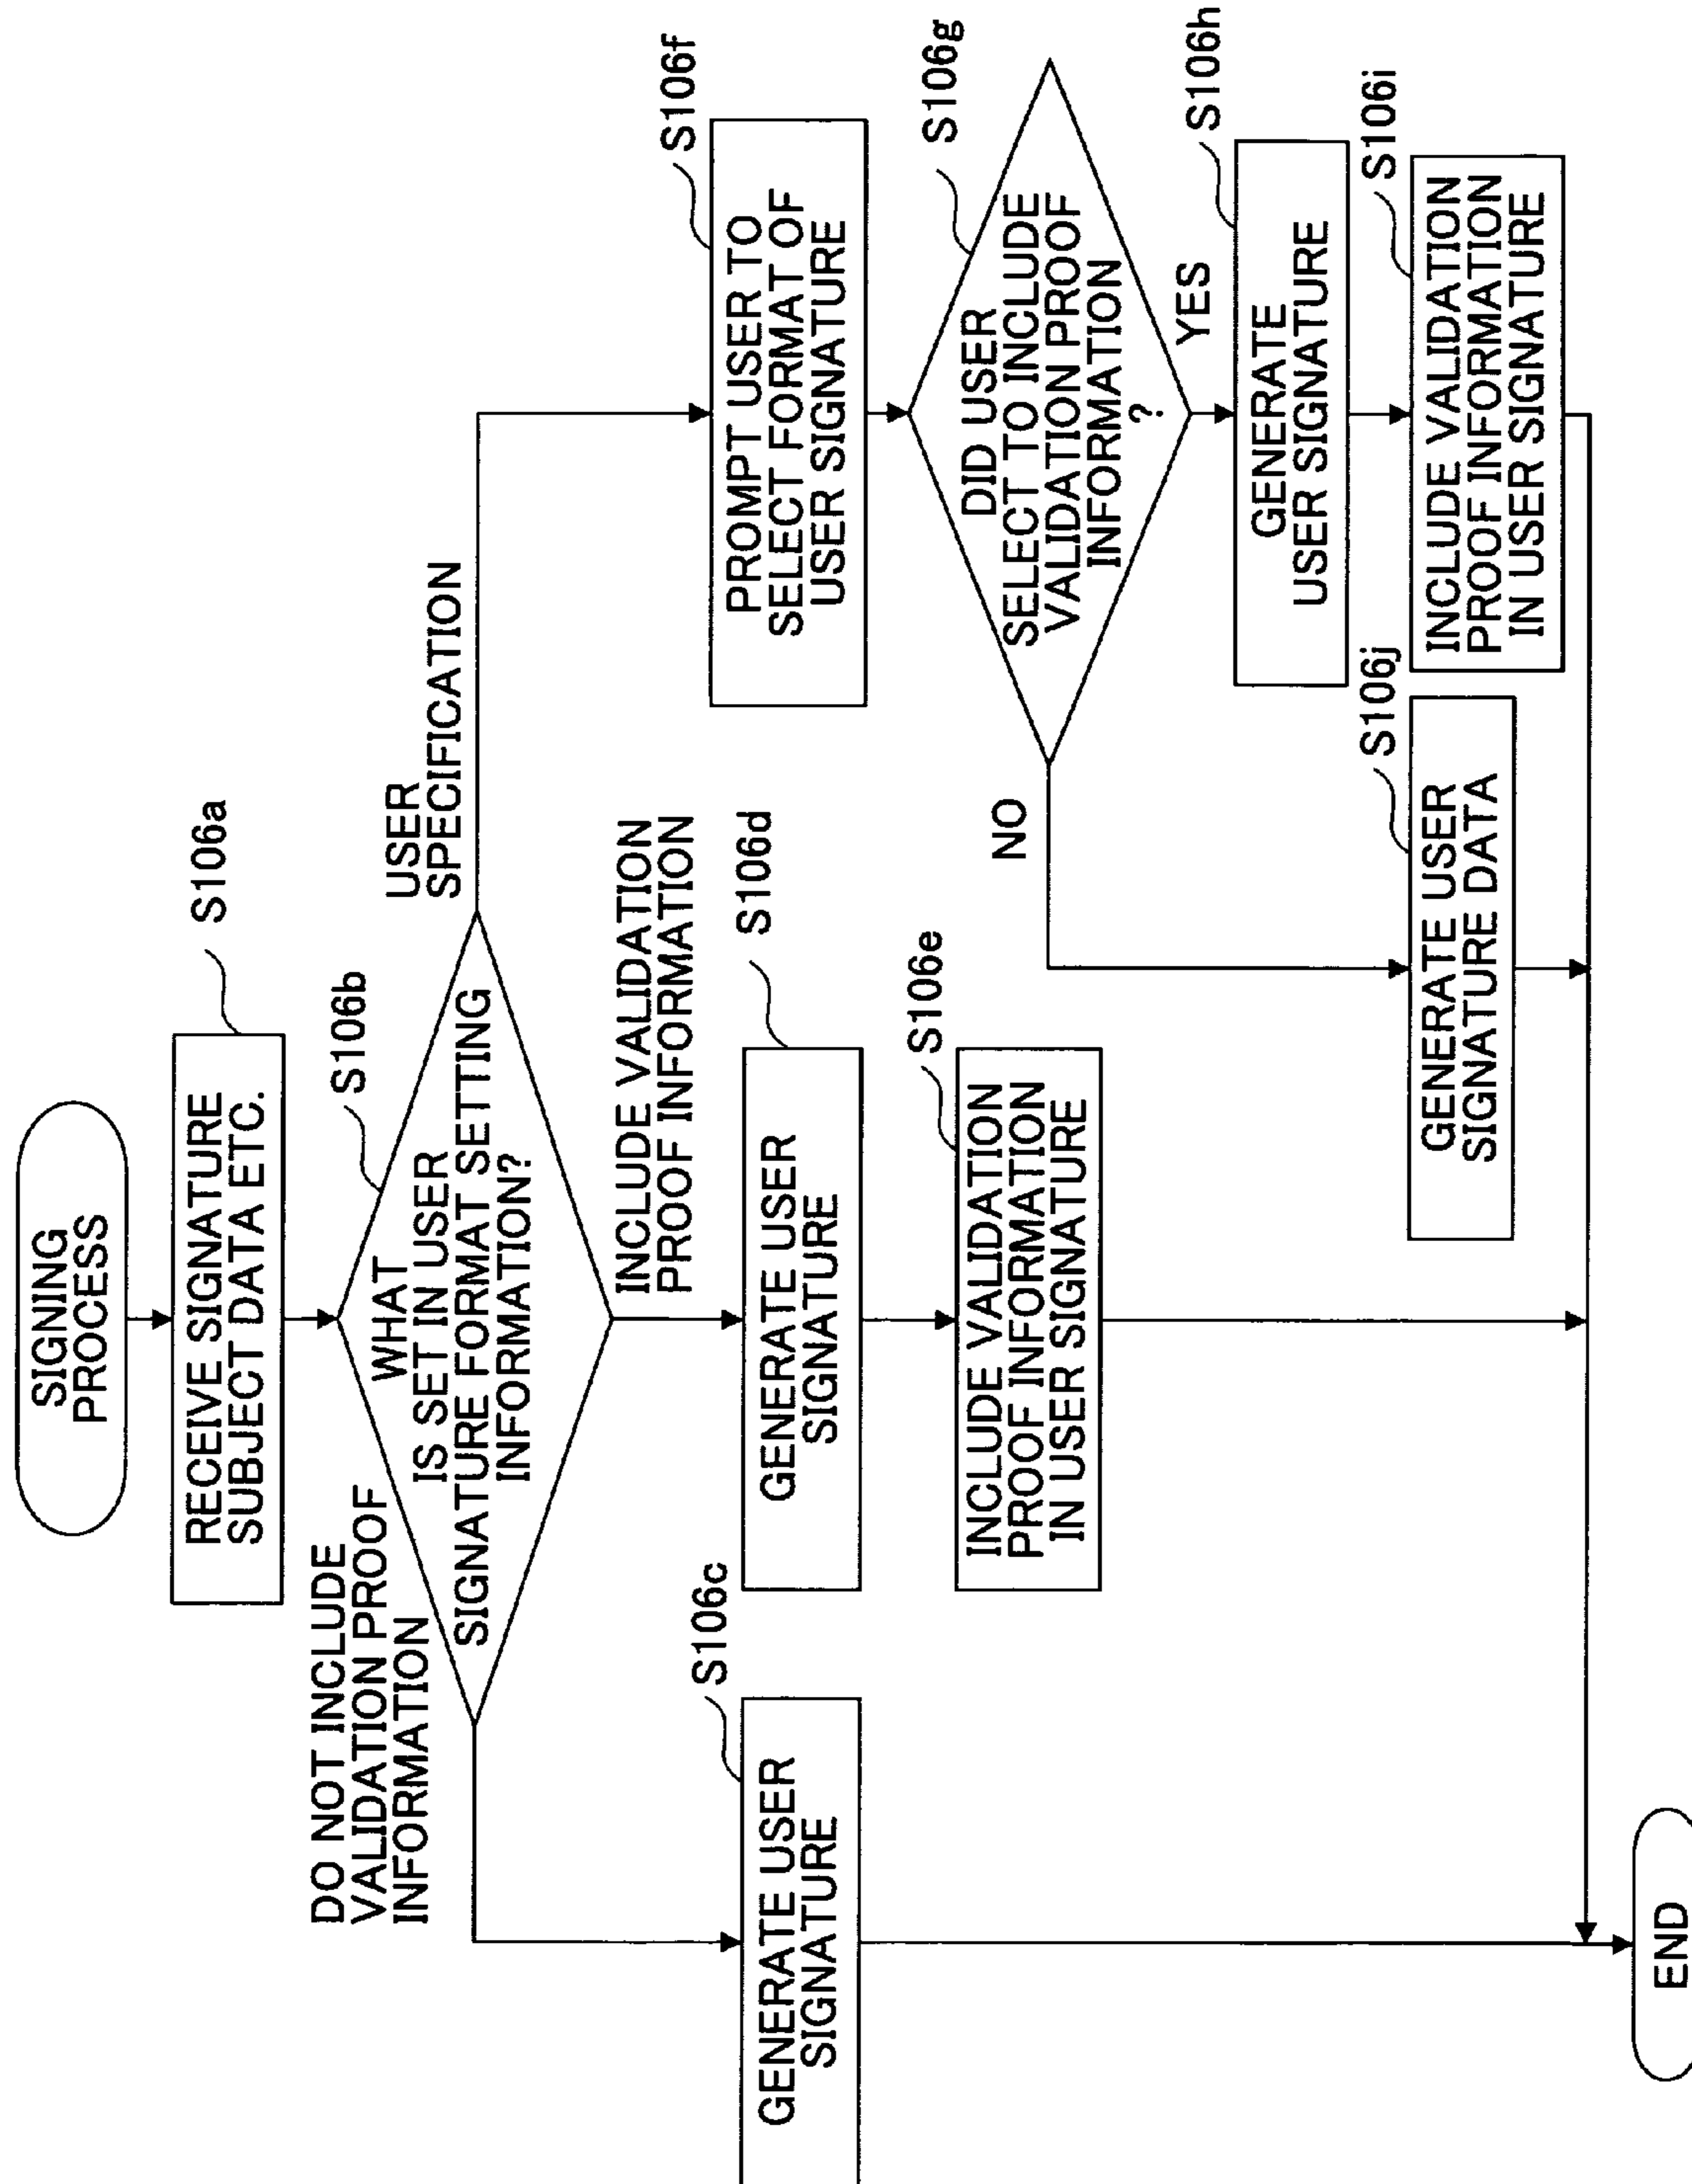 SIGNING
PROCESS
S106a
RECEIVE SIGNATURE
SUBJECT DATA ETC.
S106b
WHAT
IS SET IN USER
SIGNATURE FORMAT SETTING
INFORMATION?
DO NOT INCLUDE
VALIDATION PROOF
INFORMATION
USER
SPECIFICATION
INCLUDE VALIDATION
PROOF INFORMATION
S106c
GENERATE USER
SIGNATURE
S106d
GENERATE USER
SIGNATURE
S106e
INCLUDE VALIDATION
PROOF INFORMATION
IN USER SIGNATURE
S106f
PROMPT USER TO
SELECT FORMAT OF
USER SIGNATURE
S106g
DID USER
SELECT TO INCLUDE
VALIDATION PROOF
INFORMATION
?
NO
YES
S106h
GENERATE
USER SIGNATURE
S106i
INCLUDE VALIDATION
PROOF INFORMATION
IN USER SIGNATURE
S106j
GENERATE USER
SIGNATURE DATA
END